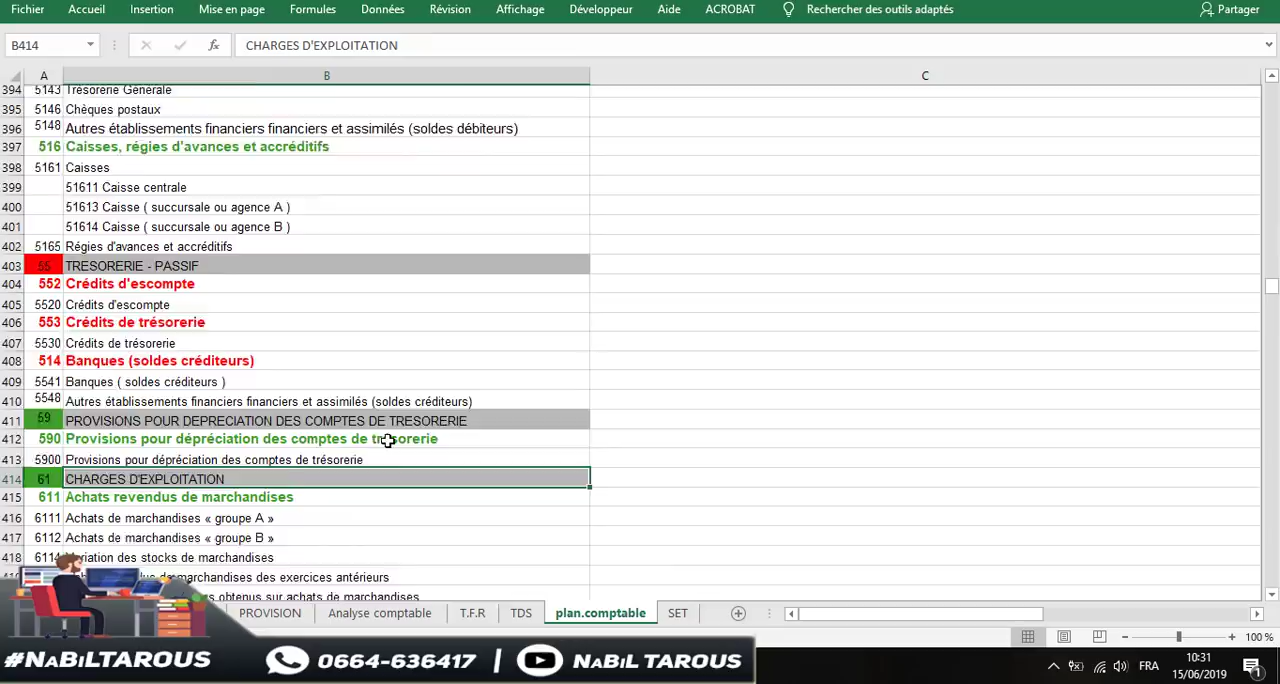 Fichier Accueil Insertion Mise en page Formules Données Révision Affichage Développeur Aide ACROBAT Rechercher des outils adaptés Partager
B414 fx CHARGES D'EXPLOITATION
A B C
394 5143 Trésorerie Générale
395 5146 Chèques postaux
396 5148 Autres établissements financiers financiers et assimilés (soldes débiteurs)
397 516 Caisses, régies d'avances et accréditifs
398 5161 Caisses
399 51611 Caisse centrale
400 51613 Caisse ( succursale ou agence A )
401 51614 Caisse ( succursale ou agence B )
402 5165 Régies d'avances et accréditifs
403 55 TRESORERIE - PASSIF
404 552 Crédits d'escompte
405 5520 Crédits d'escompte
406 553 Crédits de trésorerie
407 5530 Crédits de trésorerie
408 514 Banques (soldes créditeurs)
409 5541 Banques ( soldes créditeurs )
410 5548 Autres établissements financiers financiers et assimilés (soldes créditeurs)
411 59 PROVISIONS POUR DEPRECIATION DES COMPTES DE TRESORERIE
412 590 Provisions pour dépréciation des comptes de trésorerie
413 5900 Provisions pour dépréciation des comptes de trésorerie
414 61 CHARGES D'EXPLOITATION
415 611 Achats revendus de marchandises
416 6111 Achats de marchandises « groupe A »
417 6112 Achats de marchandises « groupe B »
418 6114 Variation des stocks de marchandises
marchandises des exercices antérieurs
obtenus sur achats de marchandises
PROVISION Analyse comptable T.F.R TDS plan.comptable SET
100 %
#NABILTAROUS 0664-636417 | NABIL TAROUS
FRA 10:31
15/06/2019 1